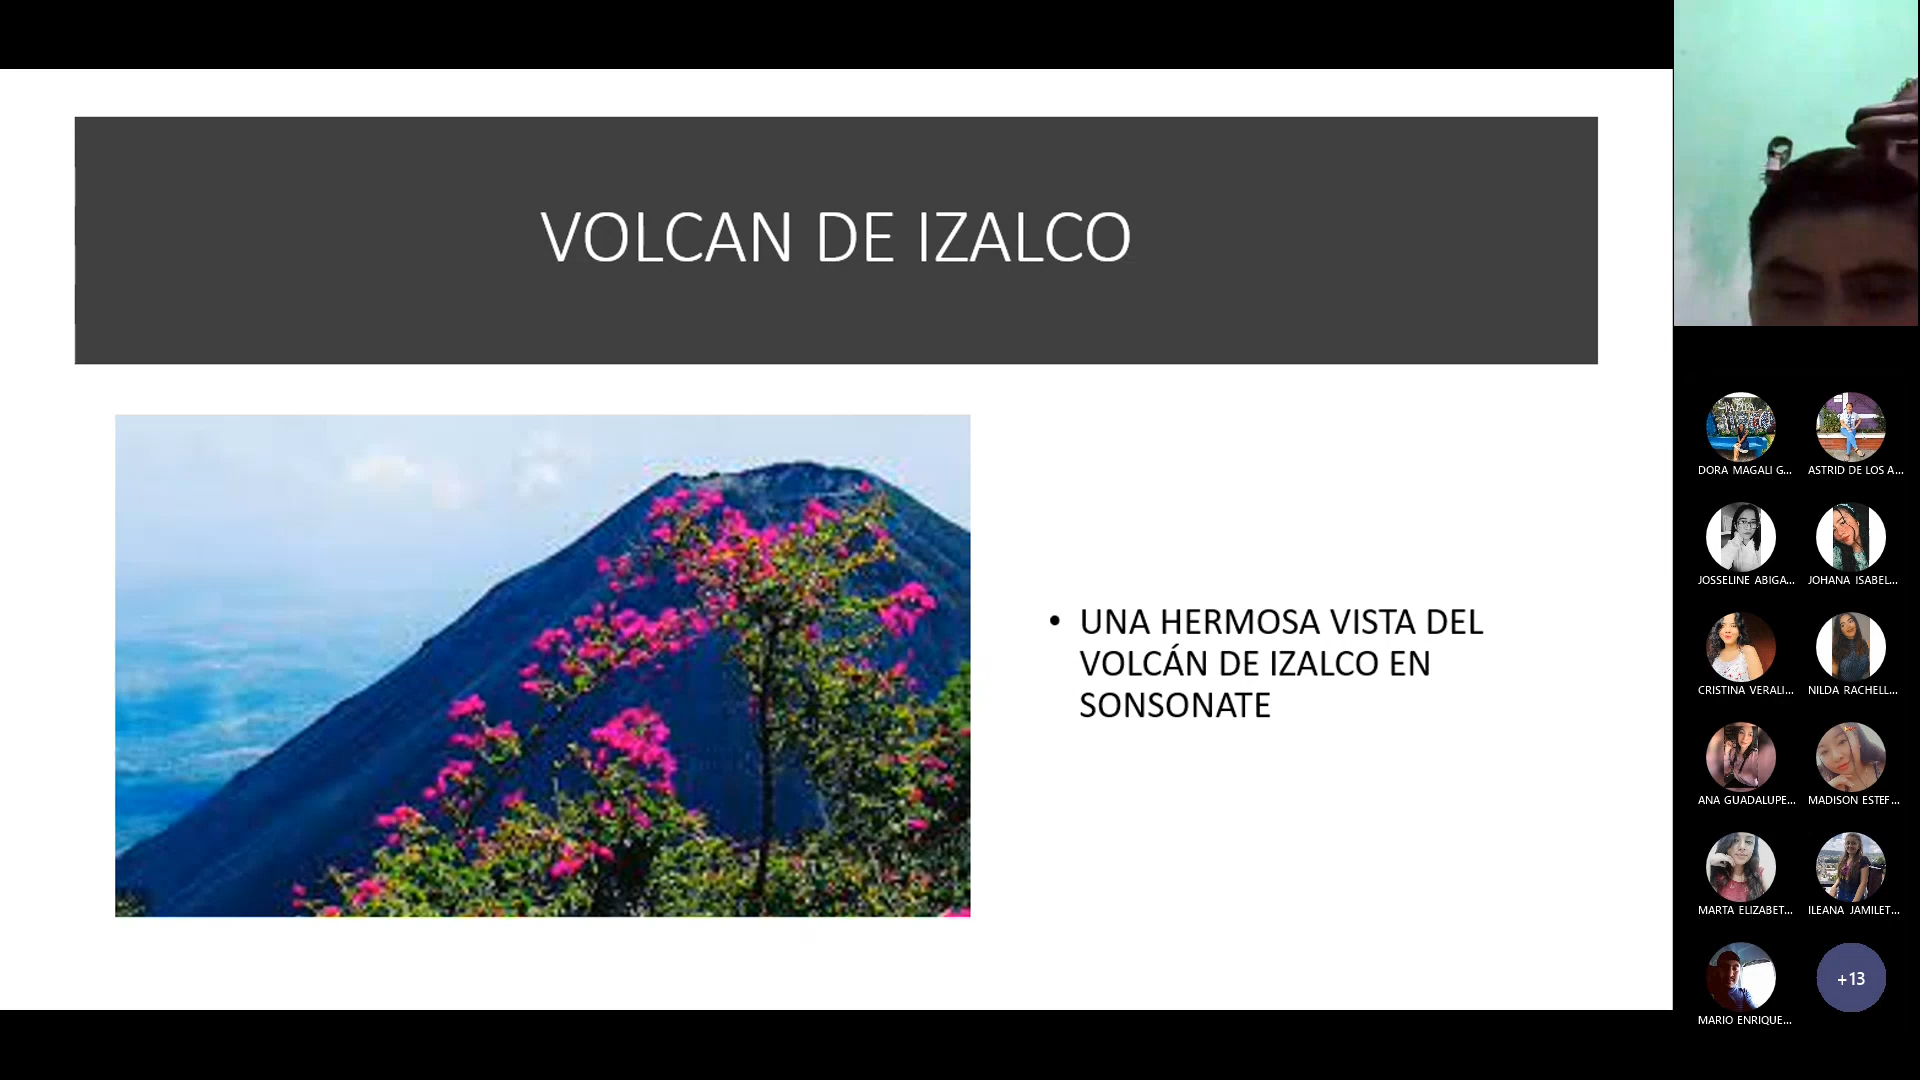 VOLCAN DE IZALCO
• UNA HERMOSA VISTA DEL
VOLCÁN DE IZALCO EN
SONSONATE
DORA MAGALI G...
ASTRID DE LOS A...
JOSSELINE ABIGA...
JOHANA ISABEL...
CRISTINA VERALI...
NILDA RACHELL...
ANA GUADALUPE...
MADISON ESTEF...
MARTA ELIZABET...
ILEANA JAMILET...
MARIO ENRIQUE...
+13